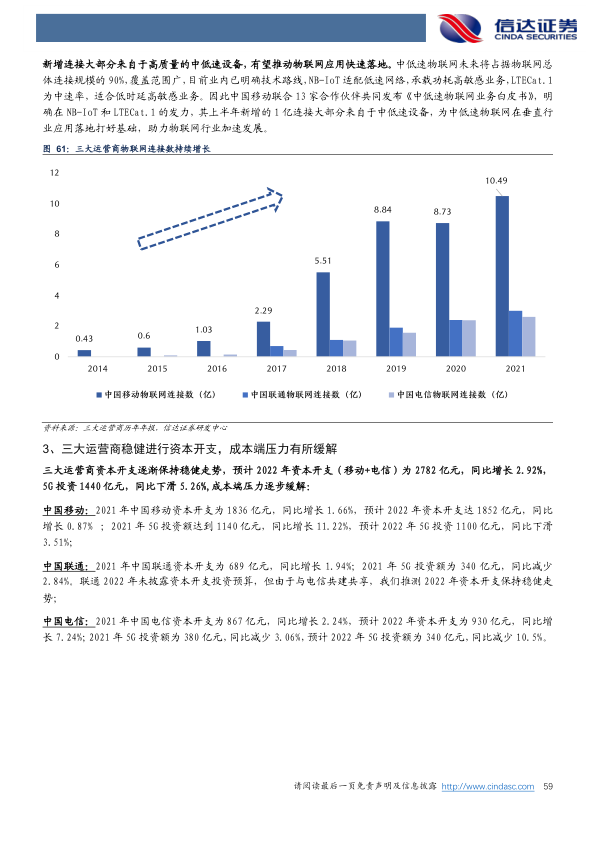 信达证券
CINDA SECURITIES
新增连接大部分来自于高质量的中低速设备，有望推动物联网应用快速落地。中低速物联网未来将占据物联网总
体连接规模的 90%，覆盖范围广，目前业内已明确技术路线，NB-IoT 适配低速网络，承载功耗高敏感业务，LTECat.1
为中速率，适合低时延高敏感业务。因此中国移动联合 13 家合作伙伴共同发布《中低速物联网业务白皮书》，明
确在 NB-IoT 和 LTECat.1 的发力，其上半年新增的 1 亿连接大部分来自于中低速设备，为中低速物联网在垂直行
业应用落地打好基础，助力物联网行业加速发展。
图 61：三大运营商物联网连接数持续增长
12
10
8
6
4
2
0
0.43
0.6
1.03
2.29
5.51
8.84
8.73
10.49
2014 2015 2016 2017 2018 2019 2020 2021
中国移动物联网连接数（亿） 中国联通物联网连接数（亿） 中国电信物联网连接数（亿）
资料来源：三大运营商历年年报，信达证券研发中心
3、三大运营商稳健进行资本开支，成本端压力有所缓解
三大运营商资本开支逐渐保持稳健走势，预计 2022 年资本开支（移动+电信）为 2782 亿元，同比增长 2.92%，
5G 投资 1440 亿元，同比下滑 5.26%,成本端压力逐步缓解：
中国移动：2021 年中国移动资本开支为 1836 亿元，同比增长 1.66%，预计 2022 年资本开支达 1852 亿元，同比
增长 0.87% ；2021 年 5G 投资额达到 1140 亿元，同比增长 11.22%，预计 2022 年 5G 投资 1100 亿元，同比下滑
3.51%；
中国联通：2021 年中国联通资本开支为 689 亿元，同比增长 1.94%；2021 年 5G 投资额为 340 亿元，同比减少
2.84%，联通 2022 年未披露资本开支投资预算，但由于与电信共建共享，我们推测 2022 年资本开支保持稳健走
势；
中国电信：2021 年中国电信资本开支为 867 亿元，同比增长 2.24%，预计 2022 年资本开支为 930 亿元，同比增
长 7.24%；2021 年 5G 投资额为 380 亿元，同比减少 3.06%，预计 2022 年 5G 投资额为 340 亿元，同比减少 10.5%。
请阅读最后一页免责声明及信息披露 http://www.cindasc.com 59